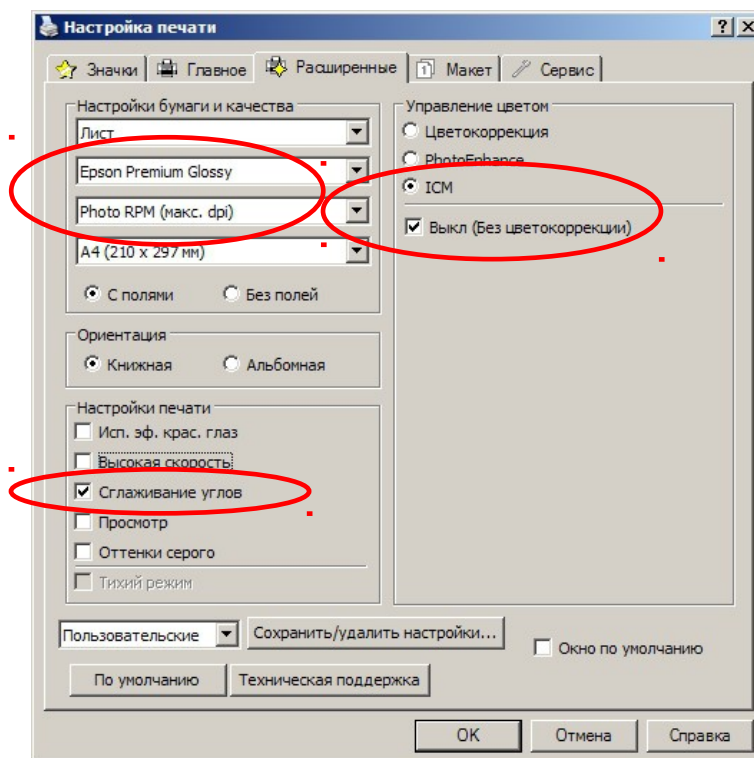 Настройка печати
Значки Главное Расширенные Макет Сервис
Настройки бумаги и качества
Лист
Epson Premium Glossy
Photo RPM (макс. dpi)
A4 (210 x 297 мм)
С полями Без полей
Ориентация
Книжная Альбомная
Настройки печати
Исп. эф. крас. глаз
Высокая скорость
Сглаживание углов
Просмотр
Оттенки серого
Тихий режим
Управление цветом
Цветокоррекция
PhotoEnhance
ICM
Выкл (Без цветокоррекции)
Пользовательские Сохранить/удалить настройки... Окно по умолчанию
По умолчанию Техническая поддержка
OK Отмена Справка